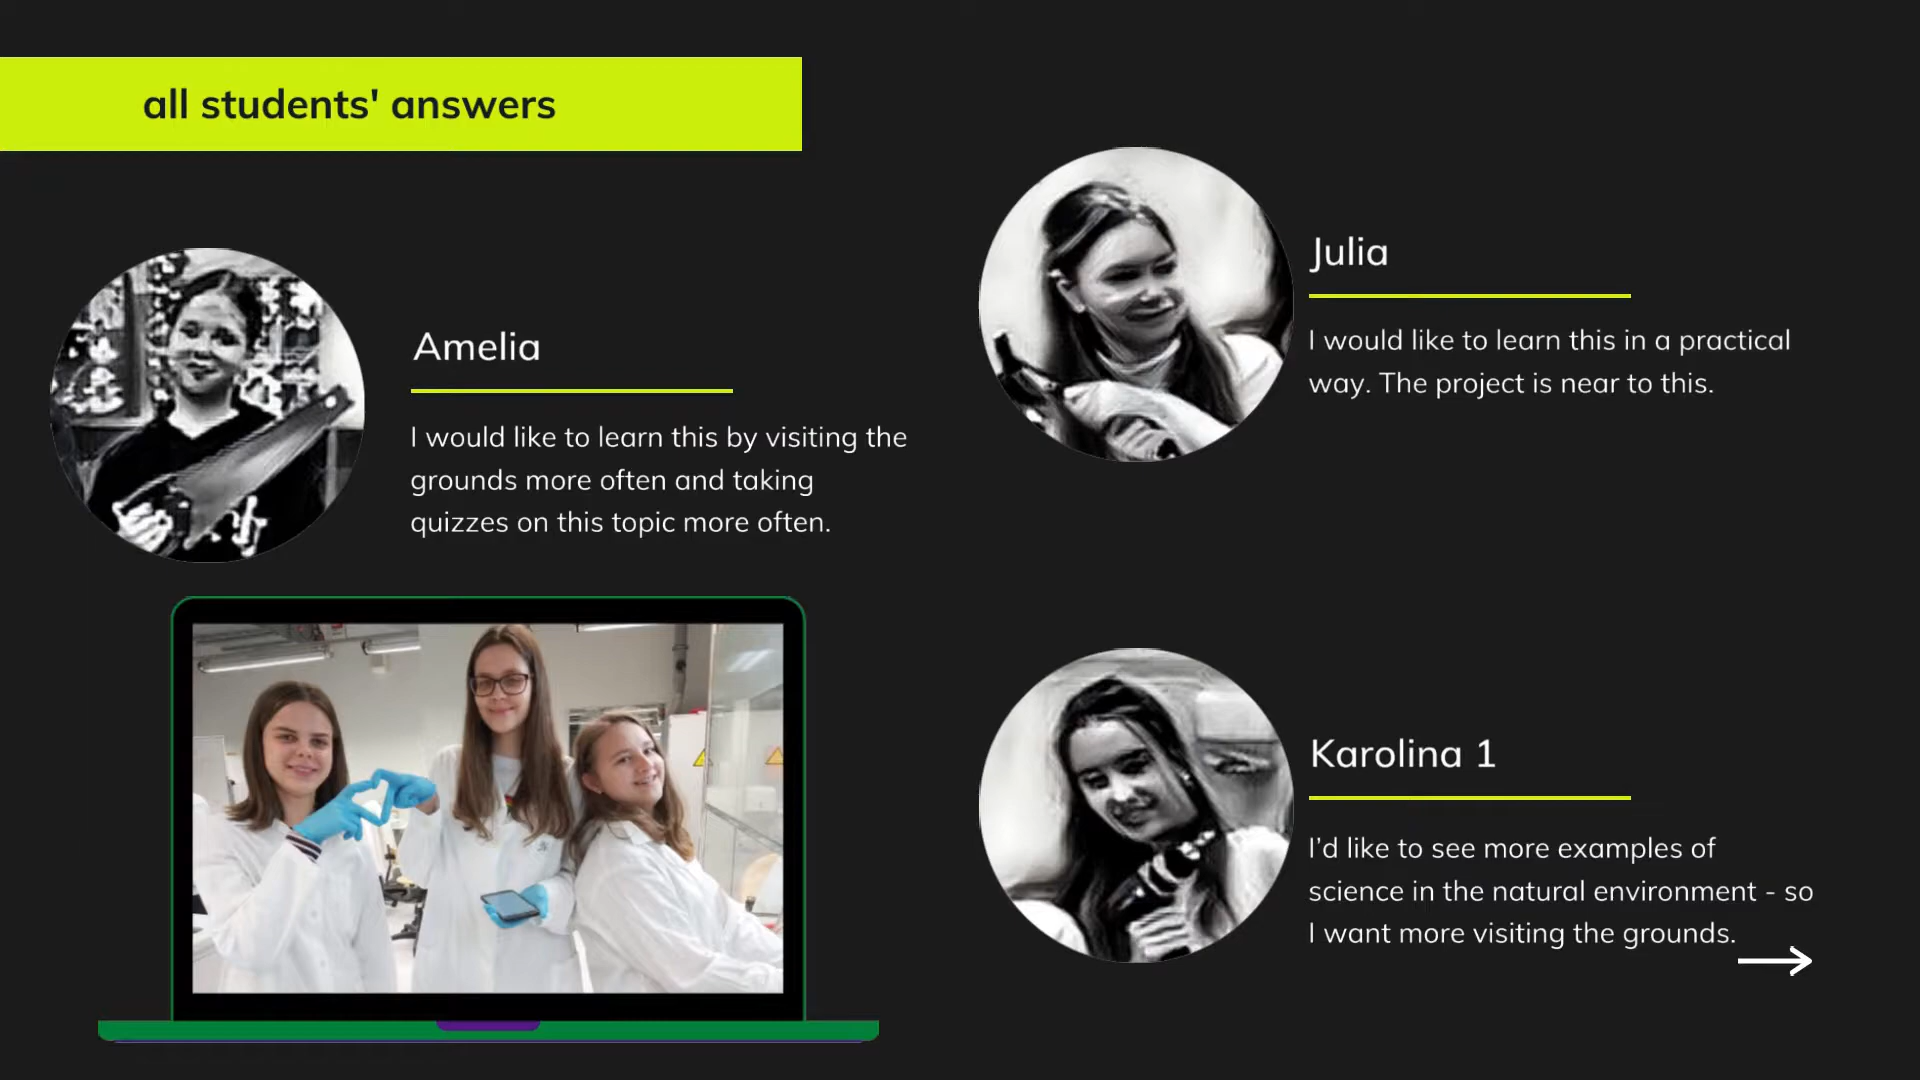 all students' answers
Amelia
I would like to learn this by visiting the
grounds more often and taking
quizzes on this topic more often.
Julia
I would like to learn this in a practical
way. The project is near to this.
Karolina 1
I’d like to see more examples of
science in the natural environment - so
I want more visiting the grounds.